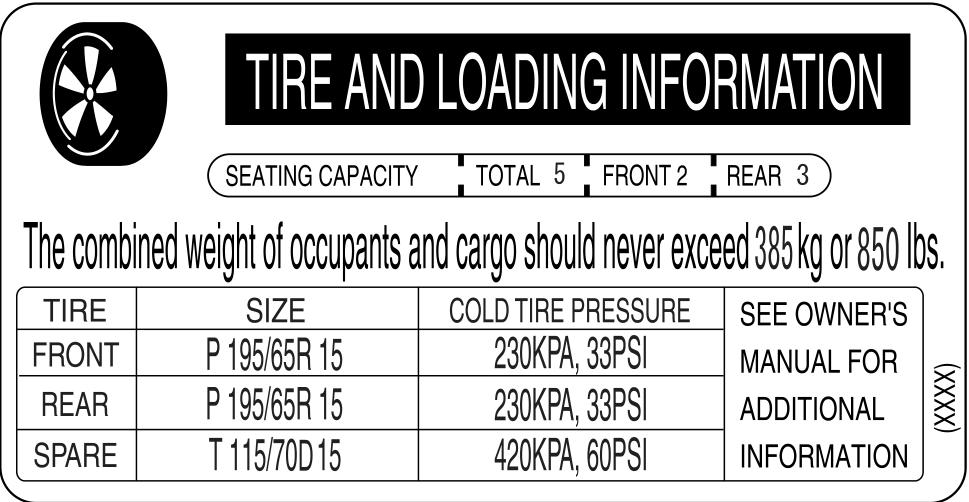 TIRE AND LOADING INFORMATION
SEATING CAPACITY TOTAL 5 FRONT 2 REAR 3
The combined weight of occupants and cargo should never exceed 385 kg or 850 lbs.
TIRE SIZE COLD TIRE PRESSURE
FRONT P 195/65R 15 230KPA, 33PSI
REAR P 195/65R 15 230KPA, 33PSI
SPARE T 115/70D 15 420KPA, 60PSI
SEE OWNER'S
MANUAL FOR
ADDITIONAL
INFORMATION
(XXXX)